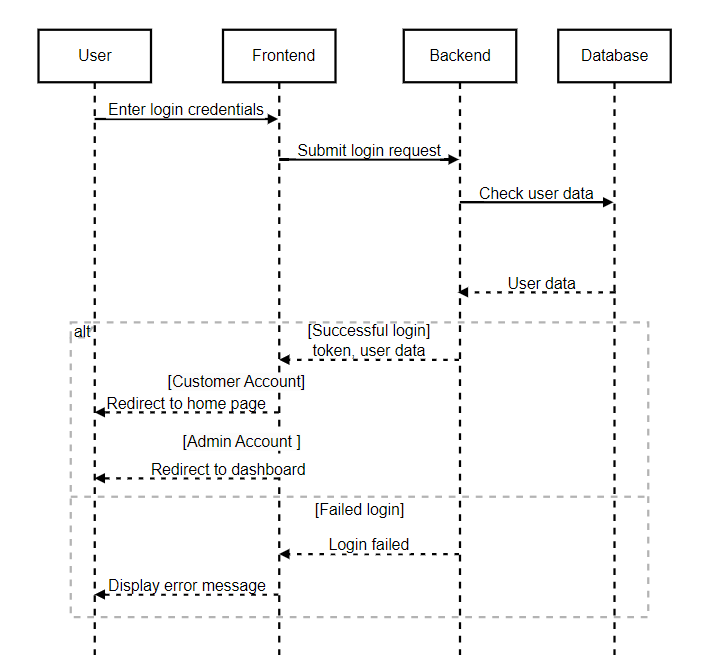 User
Frontend
Backend
Database
Enter login credentials
Submit login request
Check user data
User data
alt
[Successful login]
token, user data
[Customer Account]
Redirect to home page
[Admin Account ]
Redirect to dashboard
[Failed login]
Login failed
Display error message